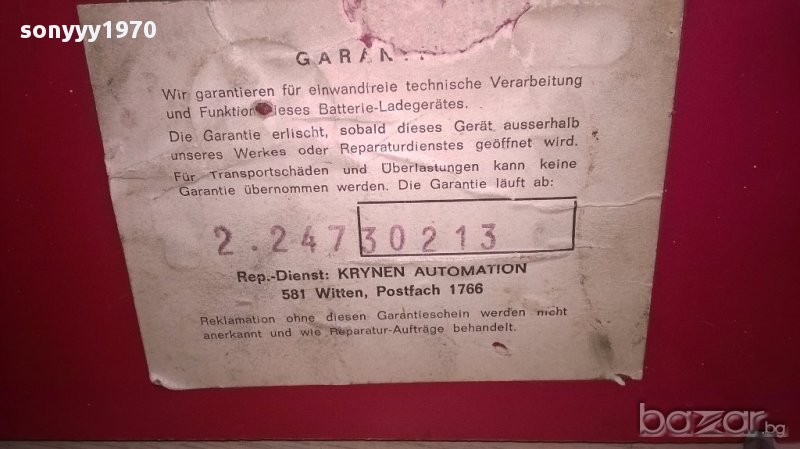 sonyyy1970
Wir garantieren für einwandfreie technische Verarbeitung
und Funktion dieses Batterie-Ladegerätes.
Die Garantie erlischt, sobald dieses Gerät ausserhalb
unseres Werkes oder Reparaturdienstes geöffnet wird.
Für Transportschäden und Überlastungen kann keine
Garantie übernommen werden. Die Garantie läuft ab:
2.24730213
Rep.-Dienst: KRYNEN AUTOMATION
581 Witten, Postfach 1766
Reklamation ohne diesen Garantieschein werden nicht
anerkannt und wie Reparatur-Aufträge behandelt.
bazar.bg